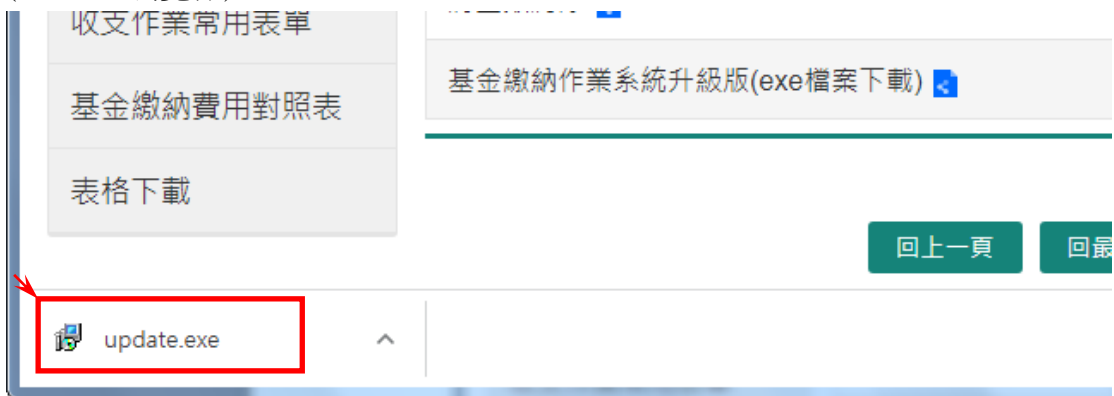 收支作業常用表單
基金繳納費用對照表
表格下載
基金繳納作業系統升級版(exe檔案下載)
回上一頁
回最
update.exe